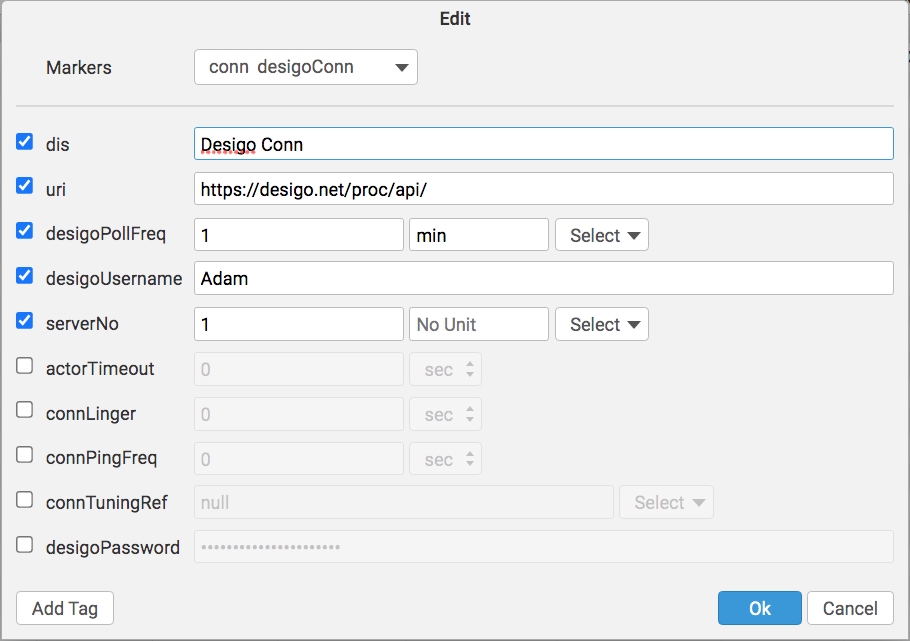 Edit
Markers conn desigoConn
dis Desigo Conn
uri https://desigo.net/proc/api/
desigoPollFreq 1 min Select
desigoUsername Adam
serverNo 1 No Unit Select
actorTimeout 0 sec
connLinger 0 sec
connPingFreq 0 sec
connTuningRef null Select
desigoPassword ••••••••••••••••••••••
Add Tag Ok Cancel